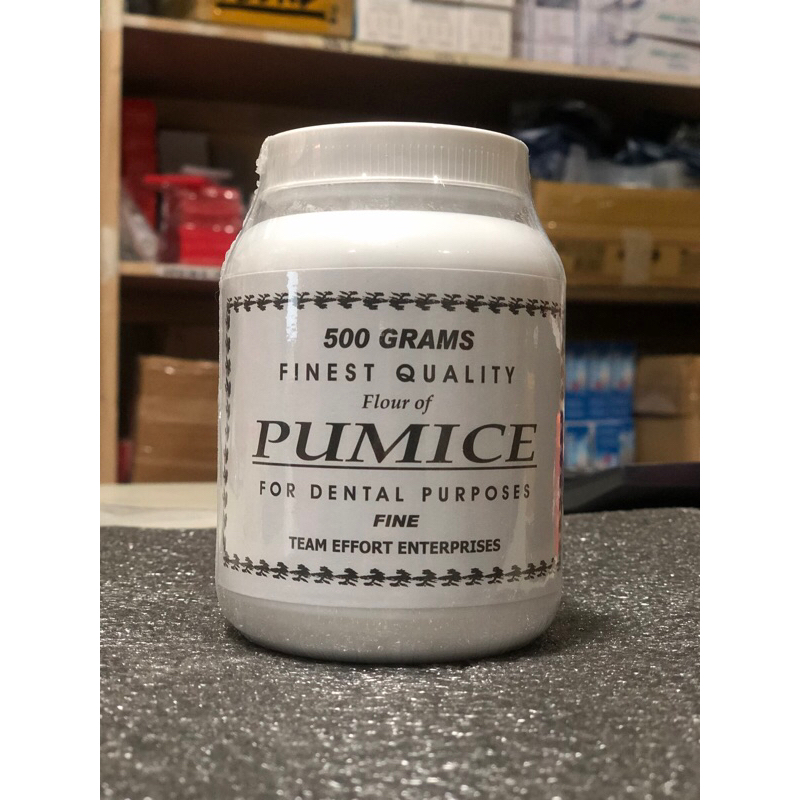 500 GRAMS
FINEST QUALITY
Flour of
PUMICE
FOR DENTAL PURPOSES
FINE
TEAM EFFORT ENTERPRISES